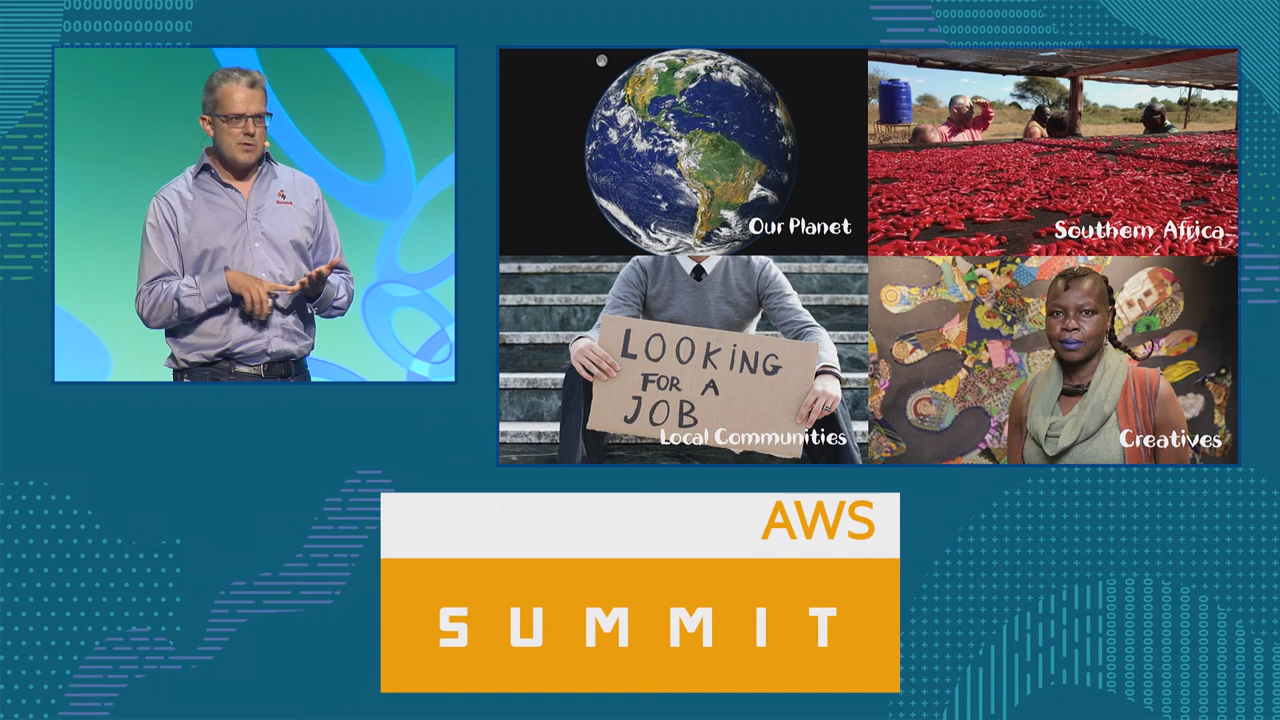 Our Planet
Southern Africa
LOOKiNG
FOR A
JOB
Local Communities
Creatives
AWS
SUMMIT